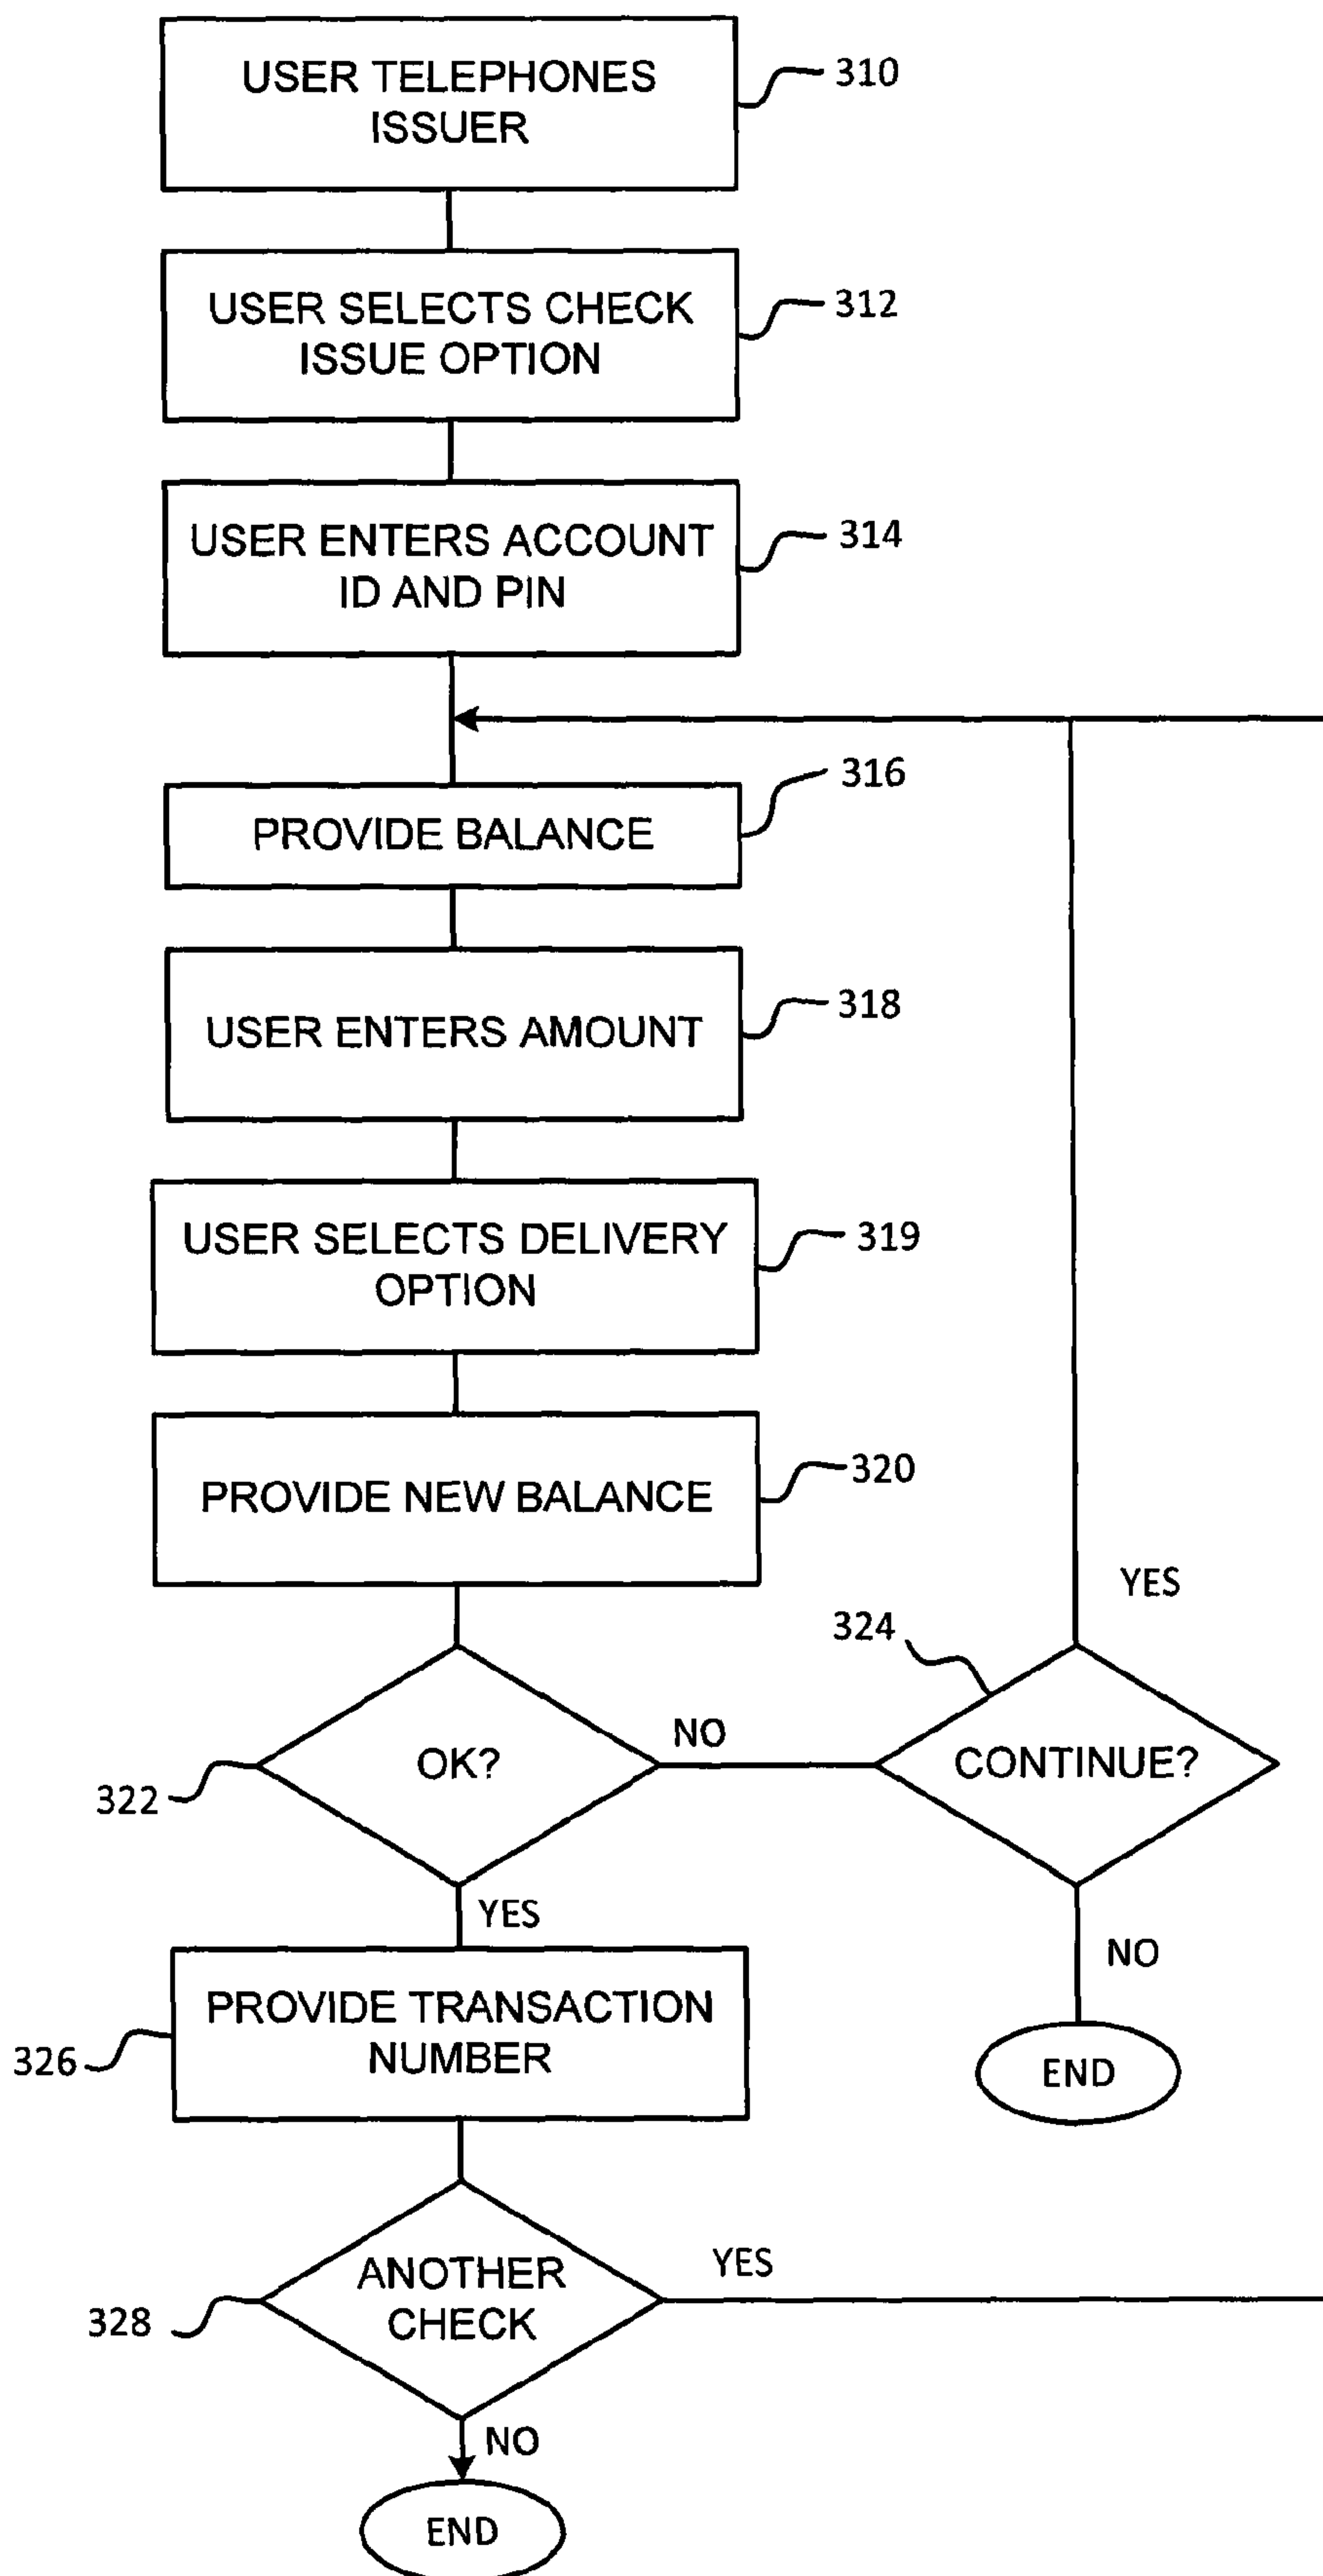 USER TELEPHONES
ISSUER
310
USER SELECTS CHECK
ISSUE OPTION
312
USER ENTERS ACCOUNT
ID AND PIN
314
PROVIDE BALANCE
316
USER ENTERS AMOUNT
318
USER SELECTS DELIVERY
OPTION
319
PROVIDE NEW BALANCE
320
OK?
322
NO
CONTINUE?
324
YES
NO
END
YES
PROVIDE TRANSACTION
NUMBER
326
ANOTHER
CHECK
328
YES
NO
END